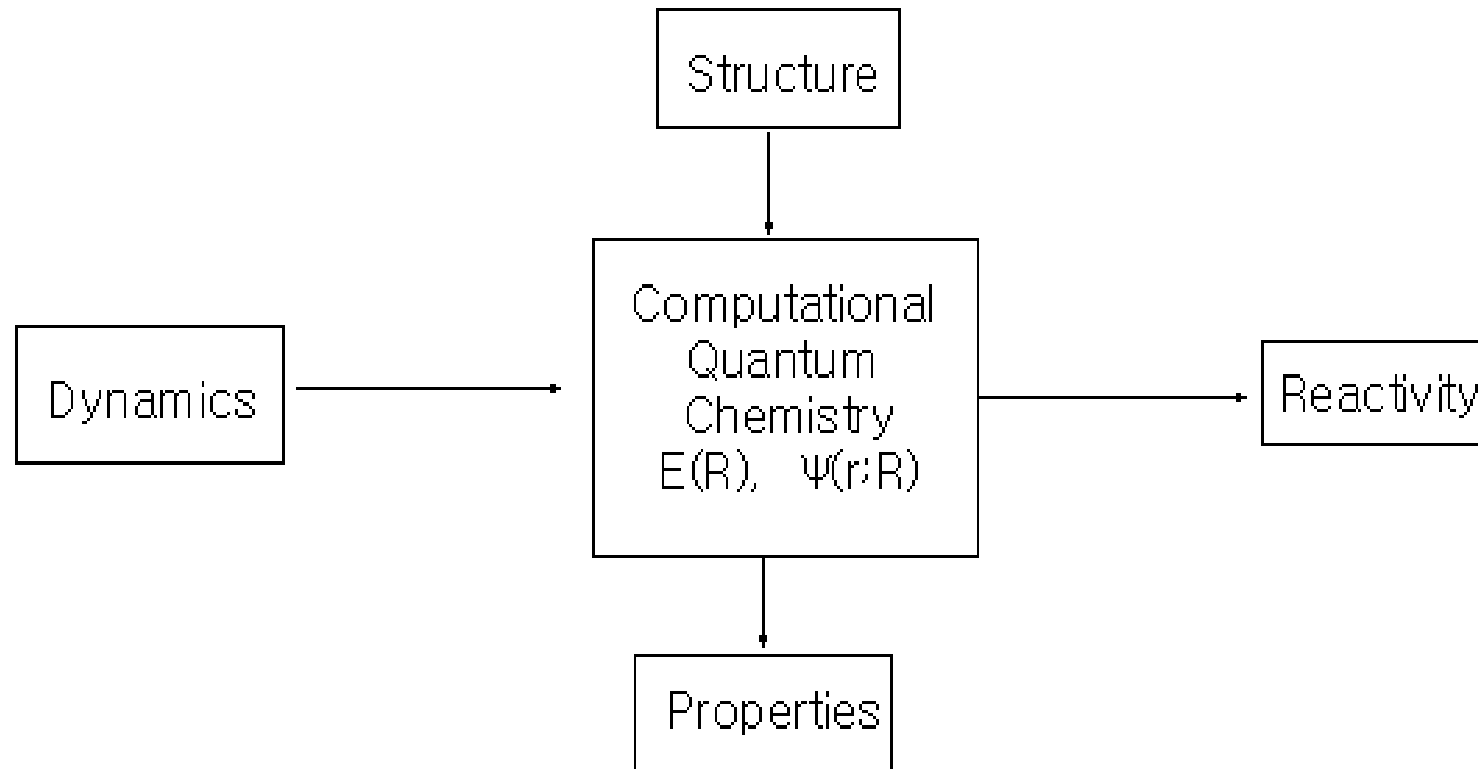 Structure
Computational
Quantum
Chemistry
E(R), Ψ(r;R)
Dynamics
Reactivity
Properties